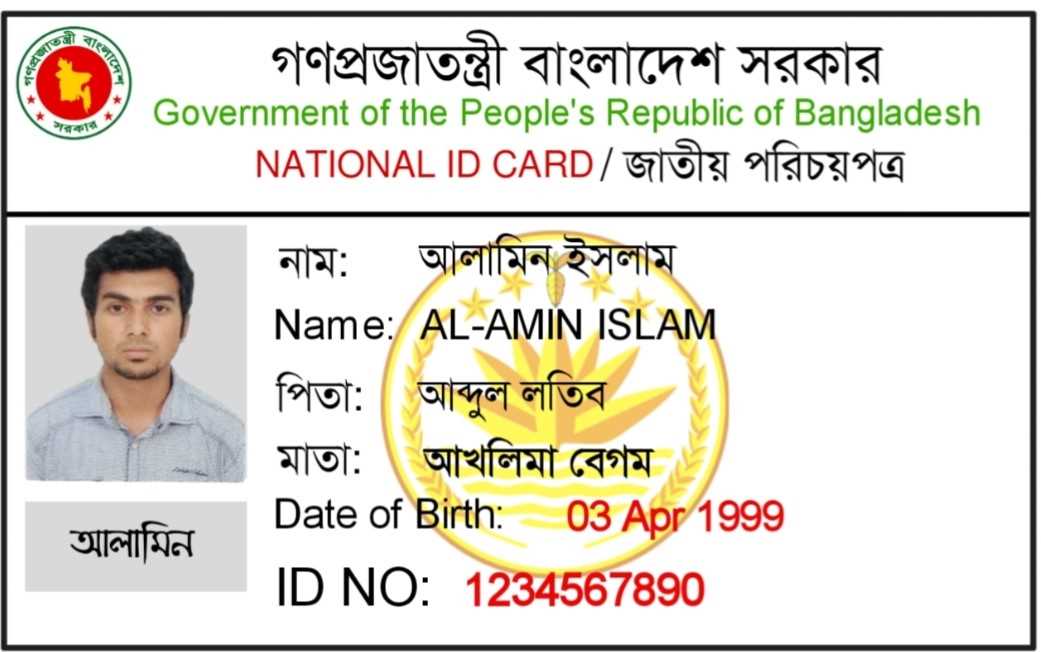 গণপ্রজাতন্ত্রী বাংলাদেশ
সরকার
গণপ্রজাতন্ত্রী বাংলাদেশ সরকার
Government of the People's Republic of Bangladesh
NATIONAL ID CARD / জাতীয় পরিচয়পত্র
নাম: আলামিন ইসলাম
Name: AL-AMIN ISLAM
পিতা: আব্দুল লতিব
মাতা: আখলিমা বেগম
Date of Birth: 03 Apr 1999
আলামিন
ID NO: 1234567890